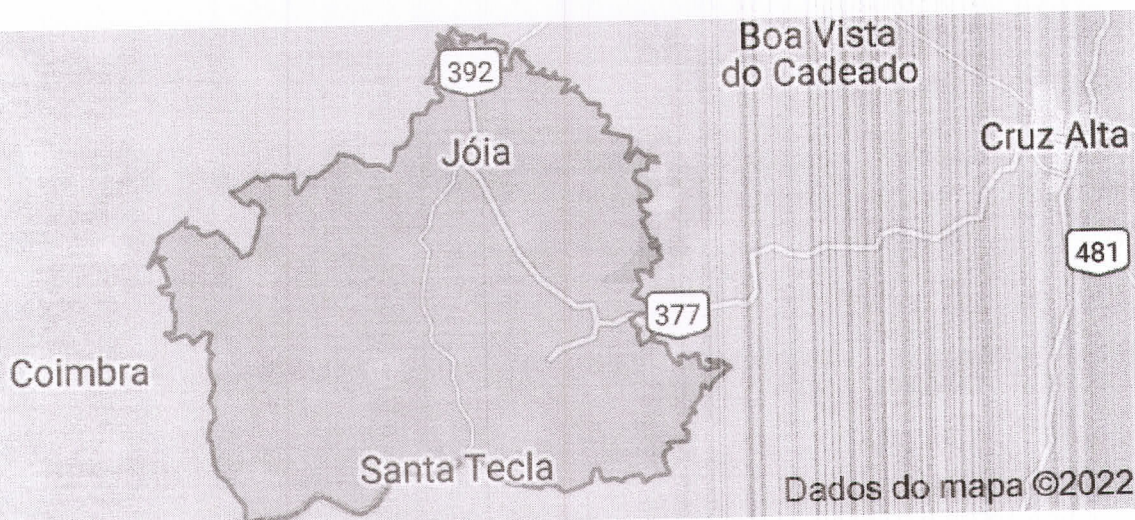 Boa Vista
do Cadeado
392
Cruz Alta
Jóia
481
377
Coimbra
Santa Tecla
Dados do mapa ©2022